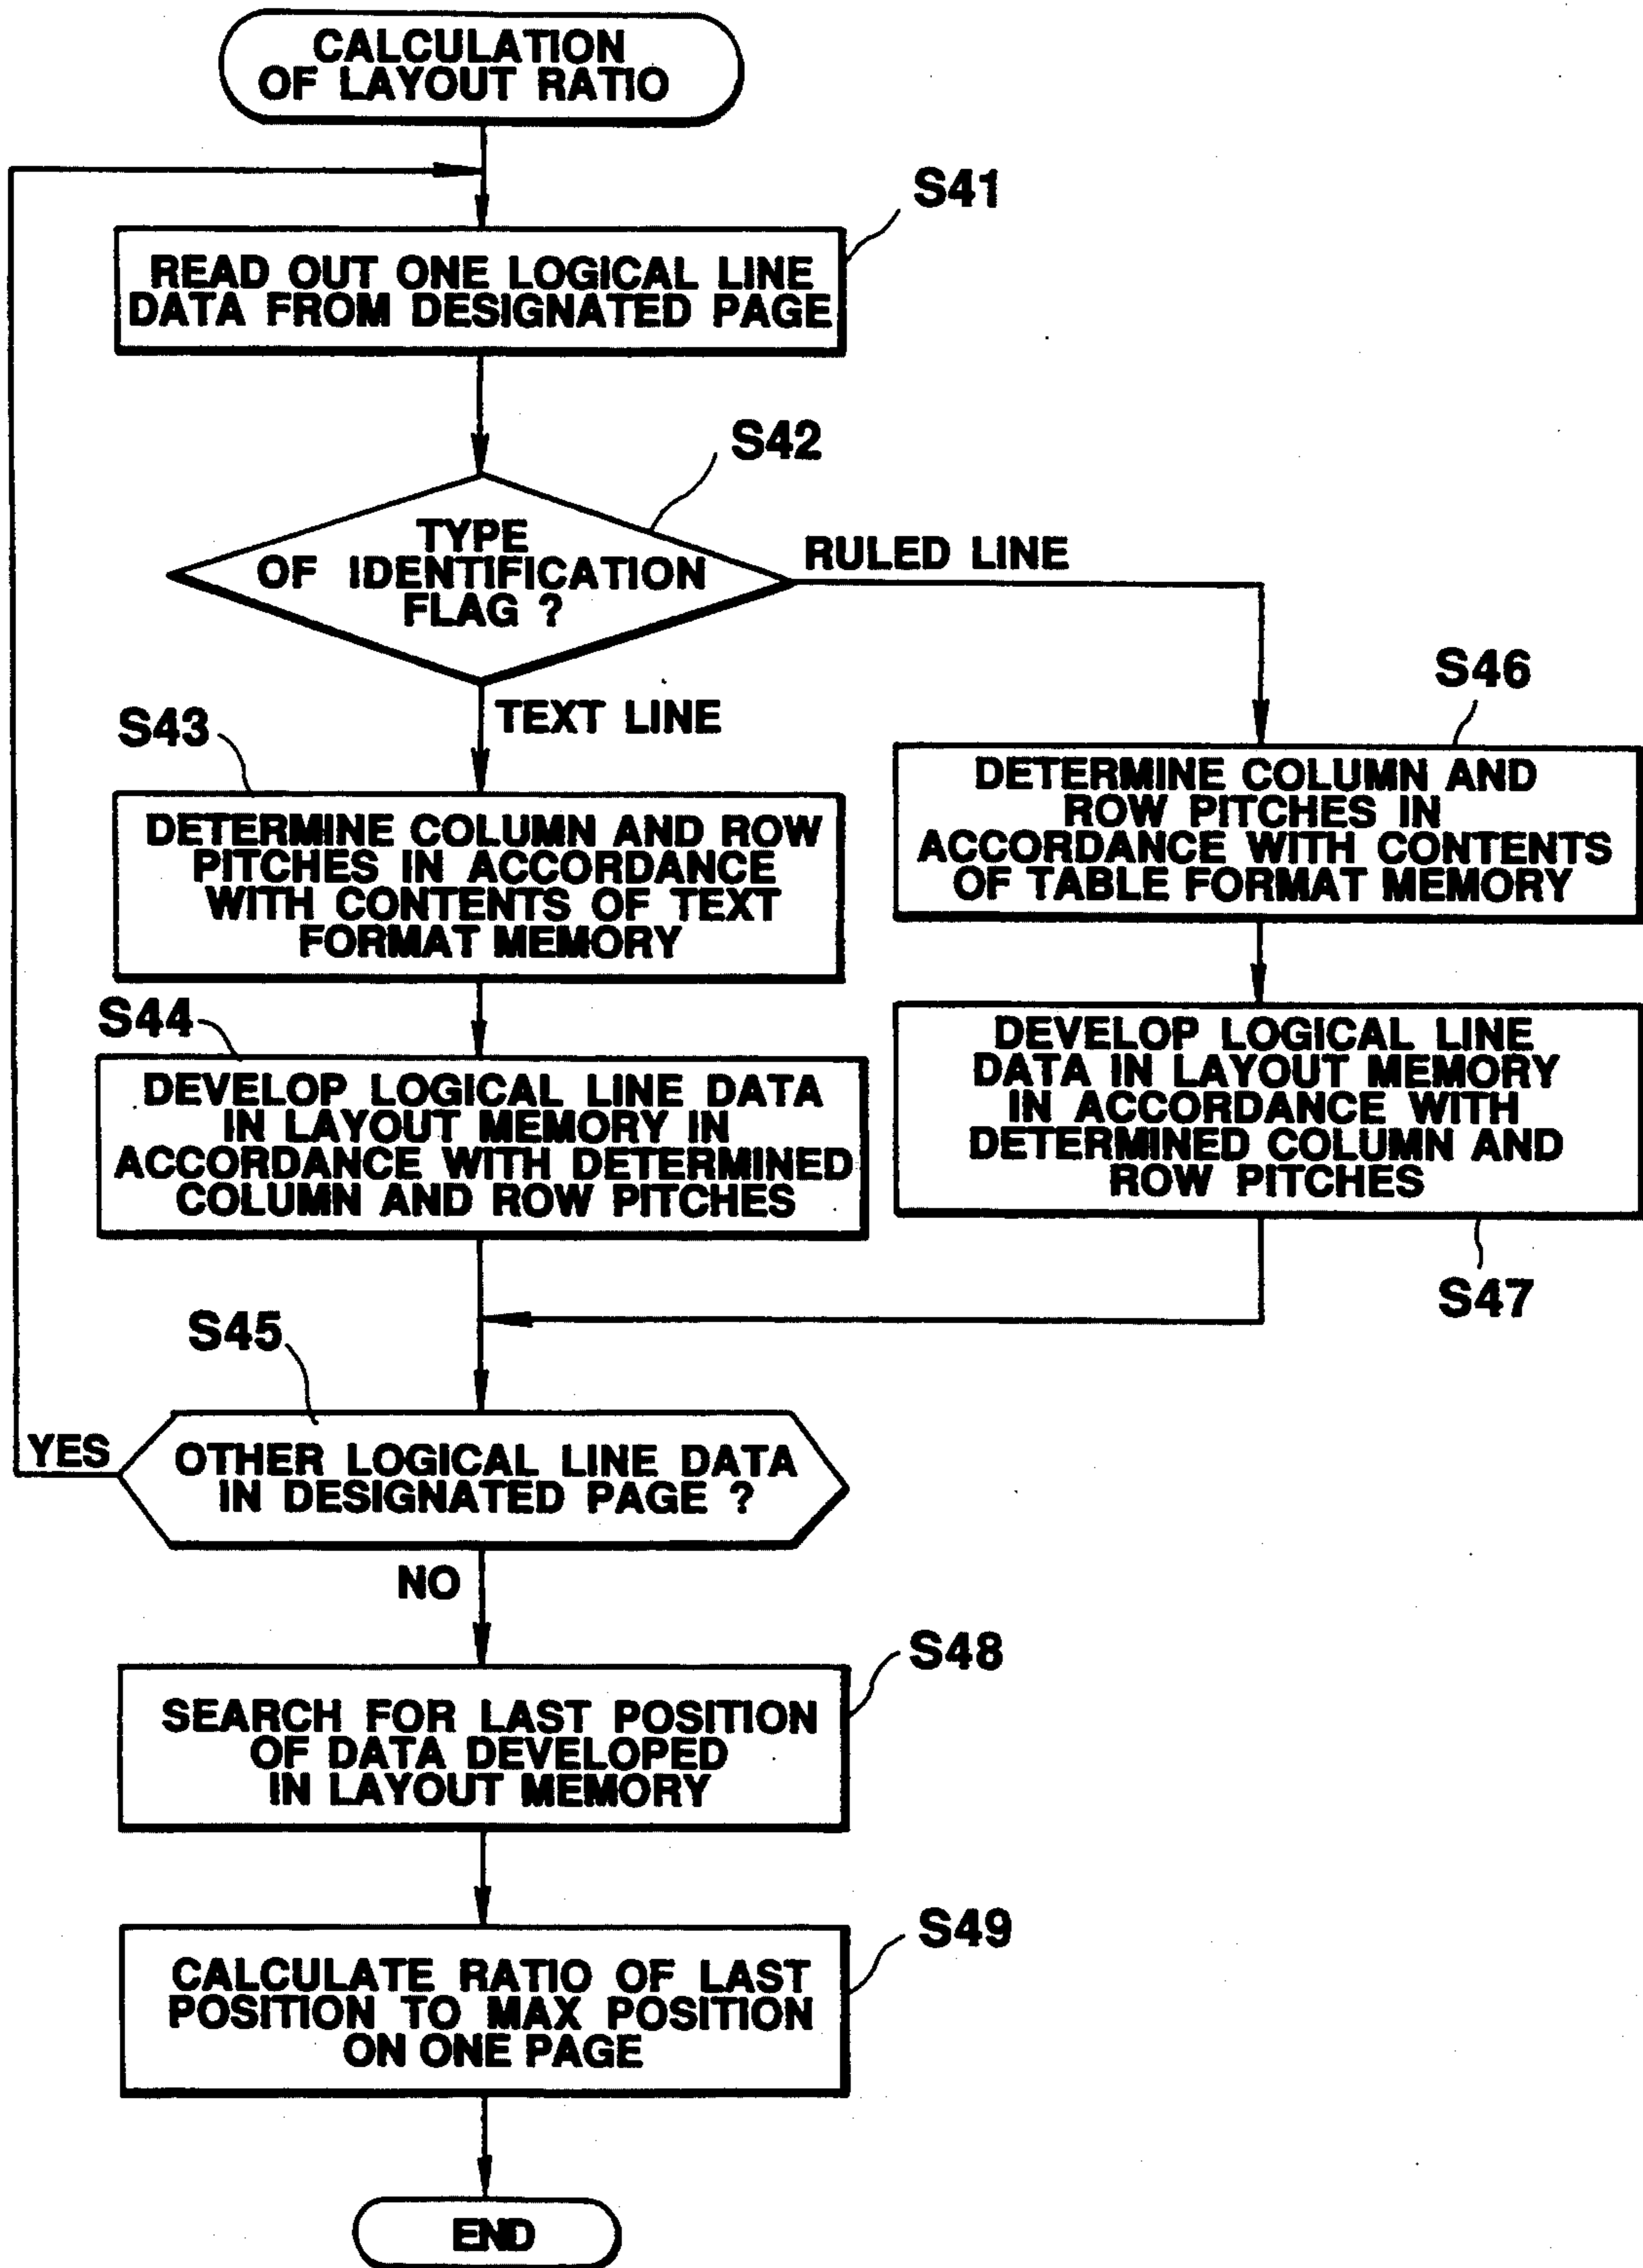 CALCULATION
OF LAYOUT RATIO
S41
READ OUT ONE LOGICAL LINE
DATA FROM DESIGNATED PAGE
S42
TYPE
OF IDENTIFICATION
FLAG ?
RULED LINE
TEXT LINE
S43
DETERMINE COLUMN AND ROW
PITCHES IN ACCORDANCE
WITH CONTENTS OF TEXT
FORMAT MEMORY
S46
DETERMINE COLUMN AND
ROW PITCHES IN
ACCORDANCE WITH CONTENTS
OF TABLE FORMAT MEMORY
S44
DEVELOP LOGICAL LINE DATA
IN LAYOUT MEMORY IN
ACCORDANCE WITH DETERMINED
COLUMN AND ROW PITCHES
DEVELOP LOGICAL LINE
DATA IN LAYOUT MEMORY
IN ACCORDANCE WITH
DETERMINED COLUMN AND
ROW PITCHES
S47
S45
YES
OTHER LOGICAL LINE DATA
IN DESIGNATED PAGE ?
NO
S48
SEARCH FOR LAST POSITION
OF DATA DEVELOPED
IN LAYOUT MEMORY
S49
CALCULATE RATIO OF LAST
POSITION TO MAX POSITION
ON ONE PAGE
END